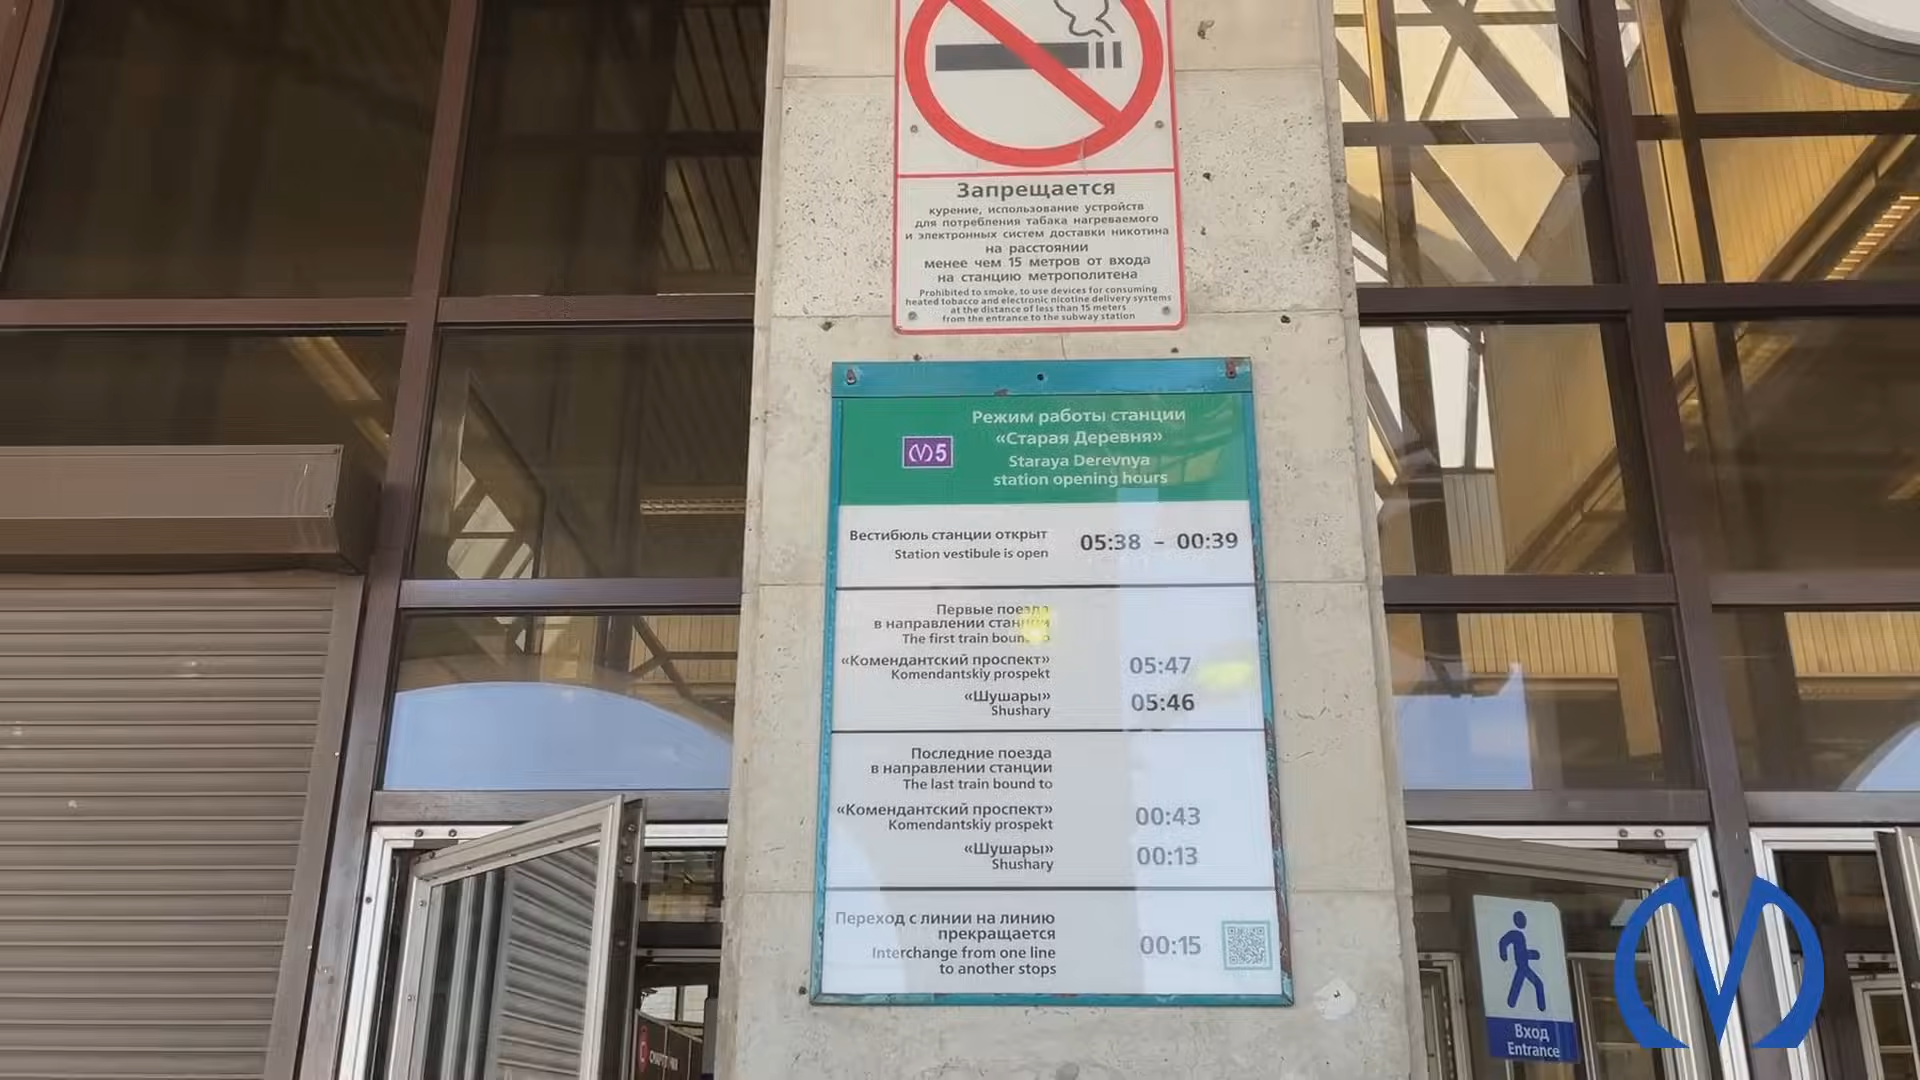 Запрещается
курение, использование устройств
для потребления табака нагреваемого
и электронных систем доставки никотина
на расстоянии
менее чем 15 метров от входа
на станцию метрополитена
Prohibited to smoke, to use devices for consuming
heated tobacco and electronic nicotine delivery systems
at the distance of less than 15 meters
from the entrance to the subway station
Режим работы станции
«Старая Деревня»
5
Staraya Derevnya
station opening hours
Вестибюль станции открыт
Station vestibule is open
05:38 – 00:39
Первые поезда
в направлении станции
The first train bound to
«Комендантский проспект» 05:47
Komendantskiy prospekt
«Шушары» 05:46
Shushary
Последние поезда
в направлении станции
The last train bound to
«Комендантский проспект» 00:43
Komendantskiy prospekt
«Шушары» 00:13
Shushary
Переход с линии на линию
прекращается
Interchange from one line 00:15
to another stops
Вход
Entrance